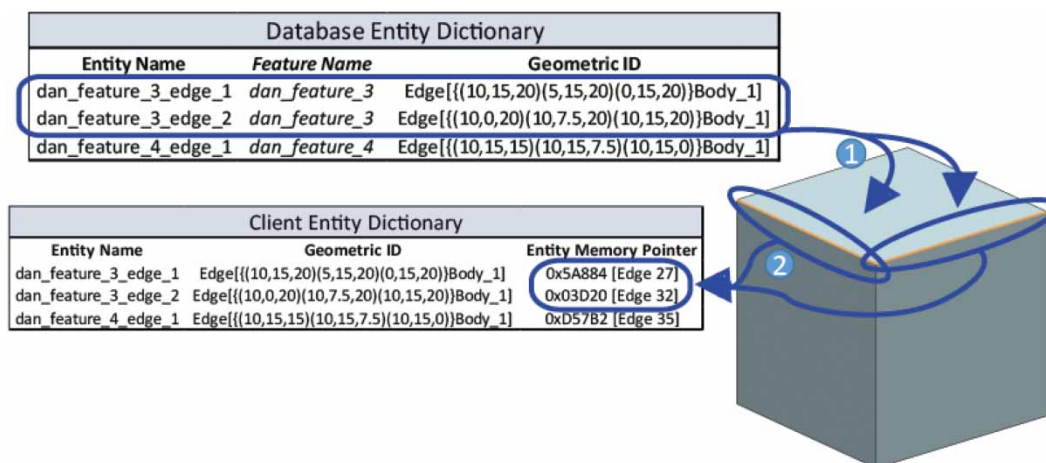 Database Entity Dictionary
Entity Name Feature Name Geometric ID
dan_feature_3_edge_1 dan_feature_3 Edge[{(10,15,20)(5,15,20)(0,15,20)}Body_1]
dan_feature_3_edge_2 dan_feature_3 Edge[{(10,0,20)(10,7.5,20)(10,15,20)}Body_1]
dan_feature_4_edge_1 dan_feature_4 Edge[{(10,15,15)(10,15,7.5)(10,15,0)}Body_1]
1
Client Entity Dictionary
Entity Name Geometric ID Entity Memory Pointer
dan_feature_3_edge_1 Edge[{(10,15,20)(5,15,20)(0,15,20)}Body_1] 0x5A884 [Edge 27]
dan_feature_3_edge_2 Edge[{(10,0,20)(10,7.5,20)(10,15,20)}Body_1] 0x03D20 [Edge 32]
dan_feature_4_edge_1 Edge[{(10,15,15)(10,15,7.5)(10,15,0)}Body_1] 0xD57B2 [Edge 35]
2